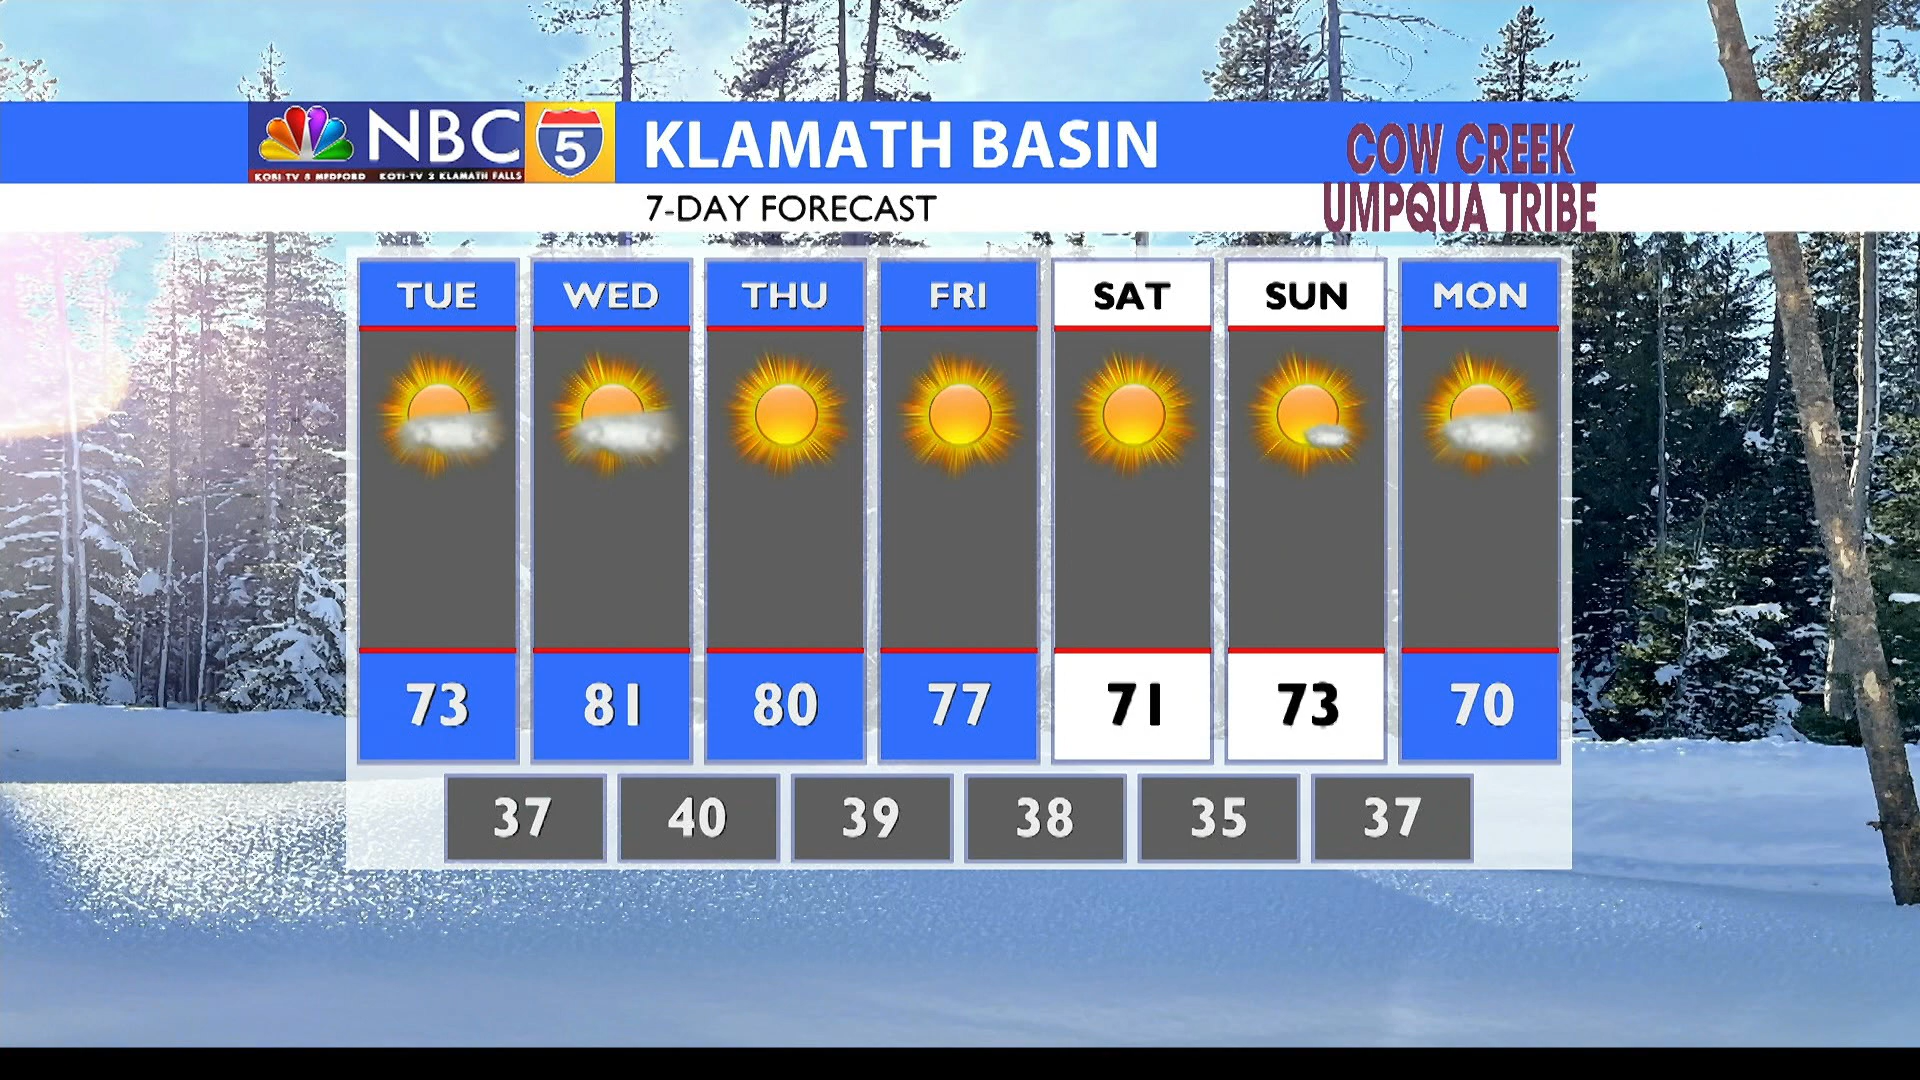 NBC 5 KLAMATH BASIN
KOBI-TV 5 MEDFORD KOTI-TV 2 KLAMATH FALLS
COW CREEK
UMPQUA TRIBE
7-DAY FORECAST
TUE WED THU FRI SAT SUN MON
73 81 80 77 71 73 70
37 40 39 38 35 37